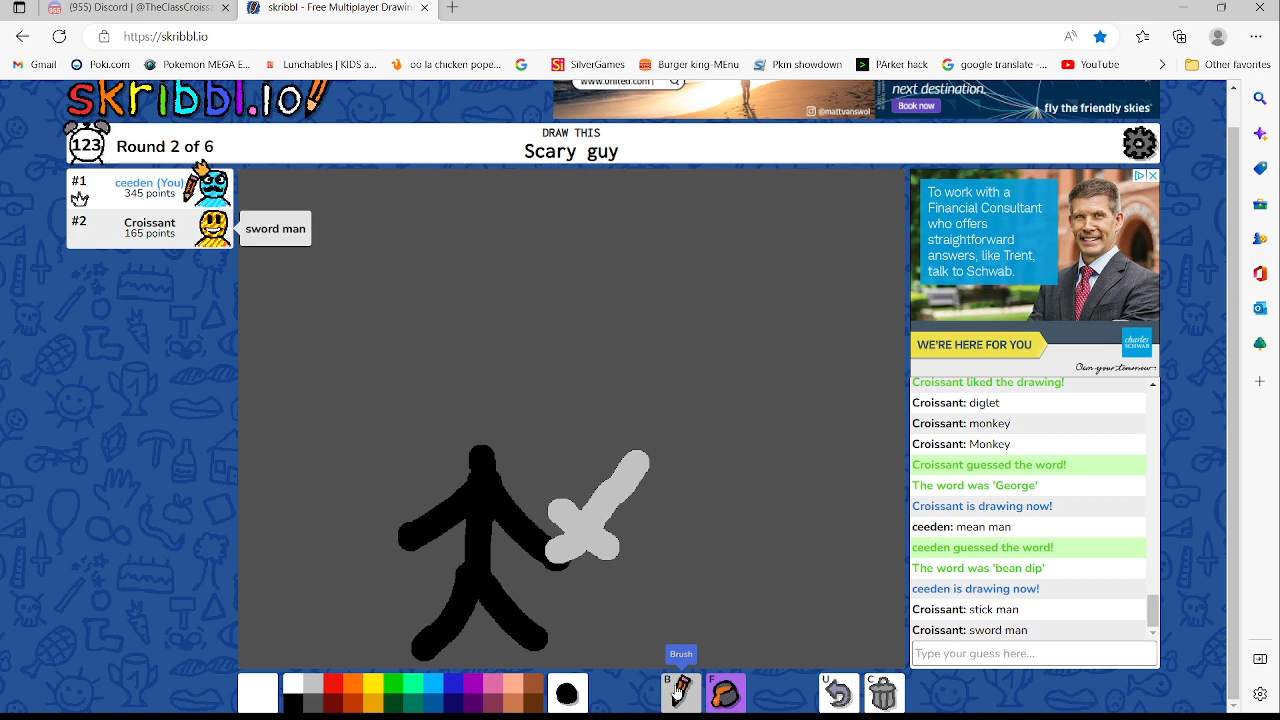 (955) Discord | @TheClassCroissa
skribbl - Free Multiplayer Drawin
https://skribbl.io
Gmail Poki.com Pokemon MEGA E... Lunchables | KIDS a... oo la chicken pope... SilverGames Burger king-MEnu Pkm showdown PArker hack google translate -... YouTube Other favorites
skribbl.io
www.united.com
@mattvanswol
next destination.
Book now
fly the friendly skies
123 Round 2 of 6
DRAW THIS
Scary guy
#1 ceeden (You)
345 points
#2 Croissant
165 points
sword man
To work with a
Financial Consultant
who offers
straightforward
answers, like Trent,
talk to Schwab.
WE'RE HERE FOR YOU
charles
SCHWAB
Own your tomorrow.
Croissant liked the drawing!
Croissant: diglet
Croissant: monkey
Croissant: Monkey
Croissant guessed the word!
The word was 'George'
Croissant is drawing now!
ceeden: mean man
ceeden guessed the word!
The word was 'bean dip'
ceeden is drawing now!
Croissant: stick man
Croissant: sword man
Type your guess here...
Brush
B F U C